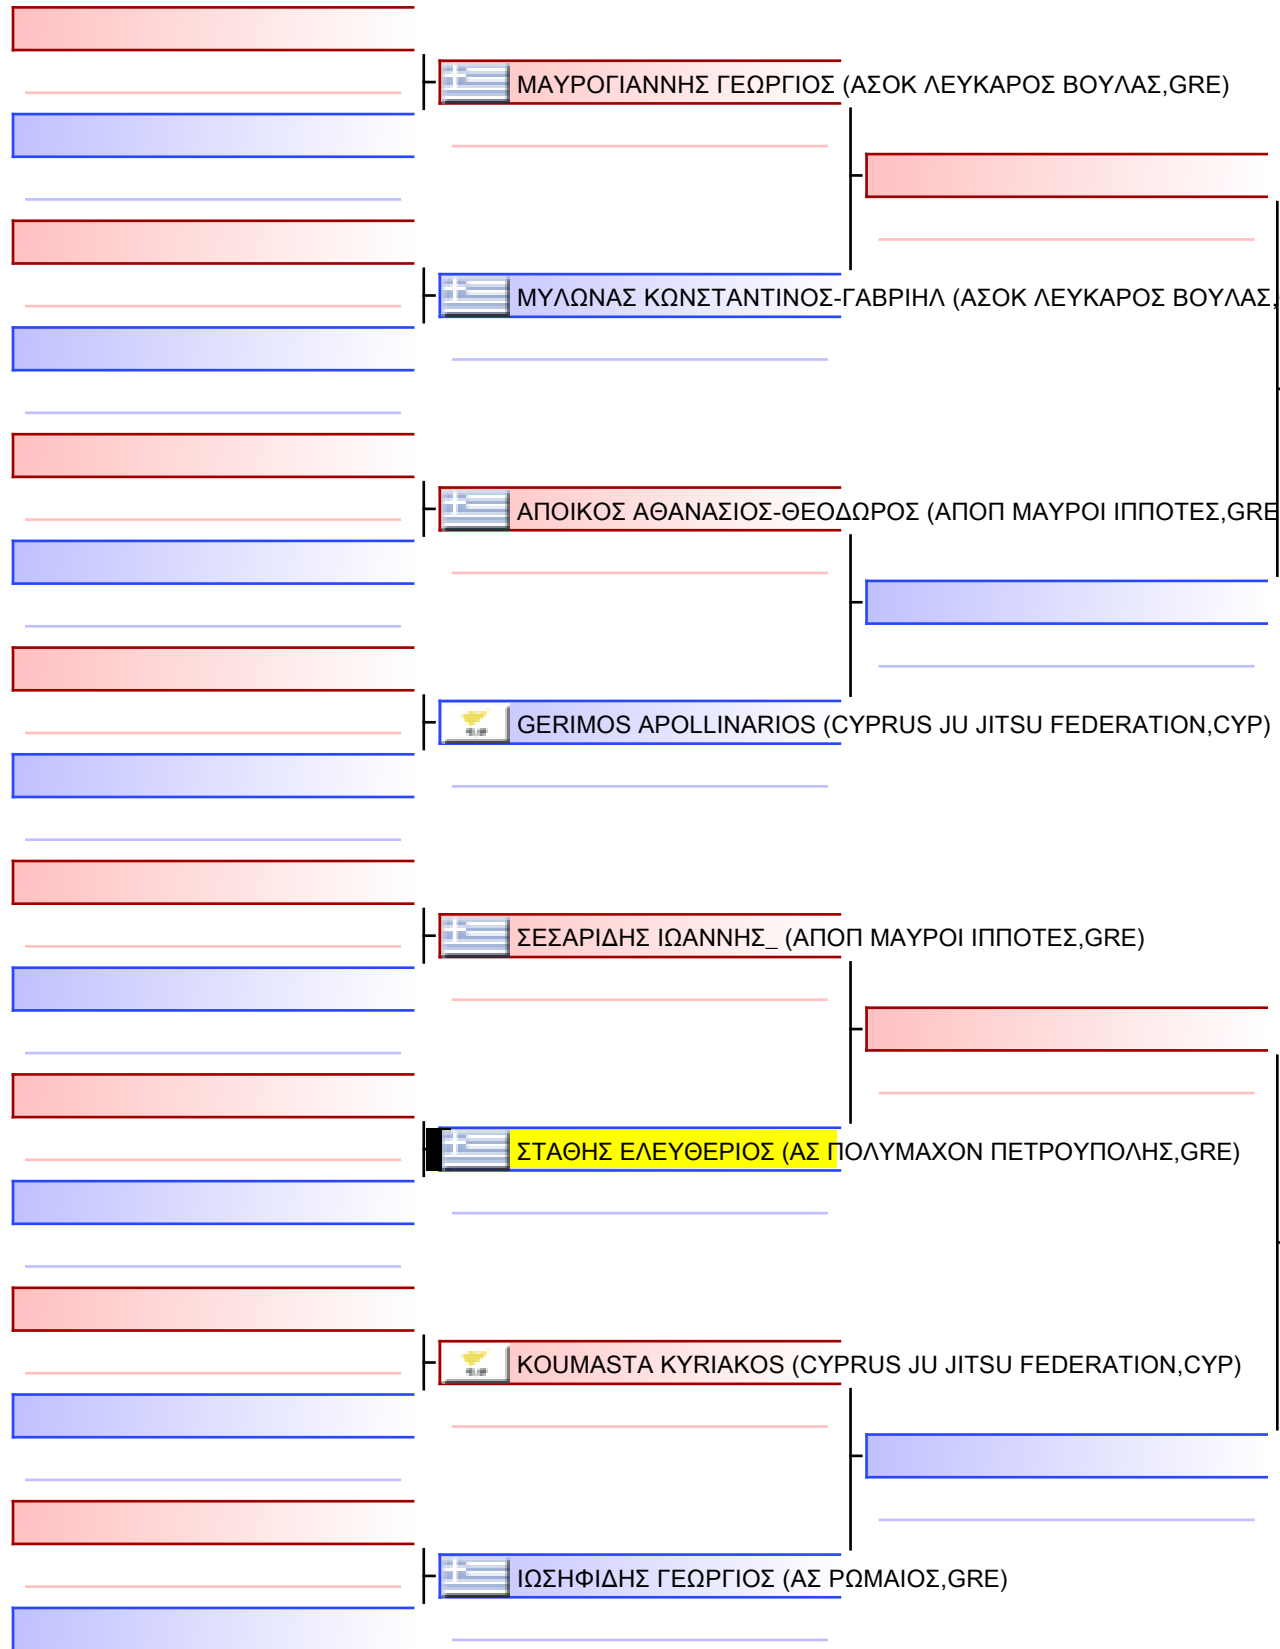 ΜΑΥΡΟΓΙΑΝΝΗΣ ΓΕΩΡΓΙΟΣ (ΑΣΟΚ ΛΕΥΚΑΡΟΣ ΒΟΥΛΑΣ,GRE)
ΜΥΛΩΝΑΣ ΚΩΝΣΤΑΝΤΙΝΟΣ-ΓΑΒΡΙΗΛ (ΑΣΟΚ ΛΕΥΚΑΡΟΣ ΒΟΥΛΑΣ,
ΑΠΟΙΚΟΣ ΑΘΑΝΑΣΙΟΣ-ΘΕΟΔΩΡΟΣ (ΑΠΟΠ ΜΑΥΡΟΙ ΙΠΠΟΤΕΣ,GRE
GERIMOS APOLLINARIOS (CYPRUS JU JITSU FEDERATION,CYP)
ΣΕΣΑΡΙΔΗΣ ΙΩΑΝΝΗΣ_ (ΑΠΟΠ ΜΑΥΡΟΙ ΙΠΠΟΤΕΣ,GRE)
ΣΤΑΘΗΣ ΕΛΕΥΘΕΡΙΟΣ (ΑΣ ΠΟΛΥΜΑΧΟΝ ΠΕΤΡΟΥΠΟΛΗΣ,GRE)
KOUMASTA KYRIAKOS (CYPRUS JU JITSU FEDERATION,CYP)
ΙΩΣΗΦΙΔΗΣ ΓΕΩΡΓΙΟΣ (ΑΣ ΡΩΜΑΙΟΣ,GRE)